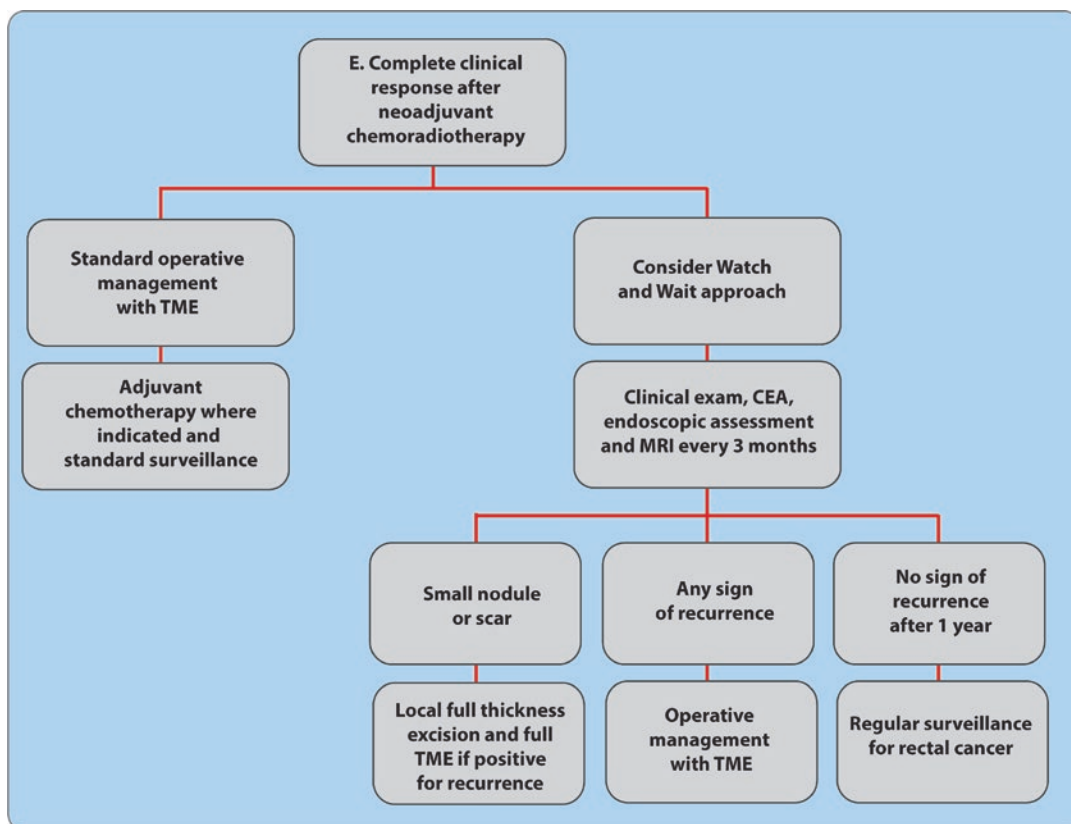 E. Complete clinical
response after
neoadjuvant
chemoradiotherapy
Standard operative
management
with TME
Consider Watch
and Wait approach
Adjuvant
chemotherapy where
indicated and
standard surveillance
Clinical exam, CEA,
endoscopic assessment
and MRI every 3 months
Small nodule
or scar
Any sign
of recurrence
No sign of
recurrence
after 1 year
Local full thickness
excision and full
TME if positive
for recurrence
Operative
management
with TME
Regular surveillance
for rectal cancer